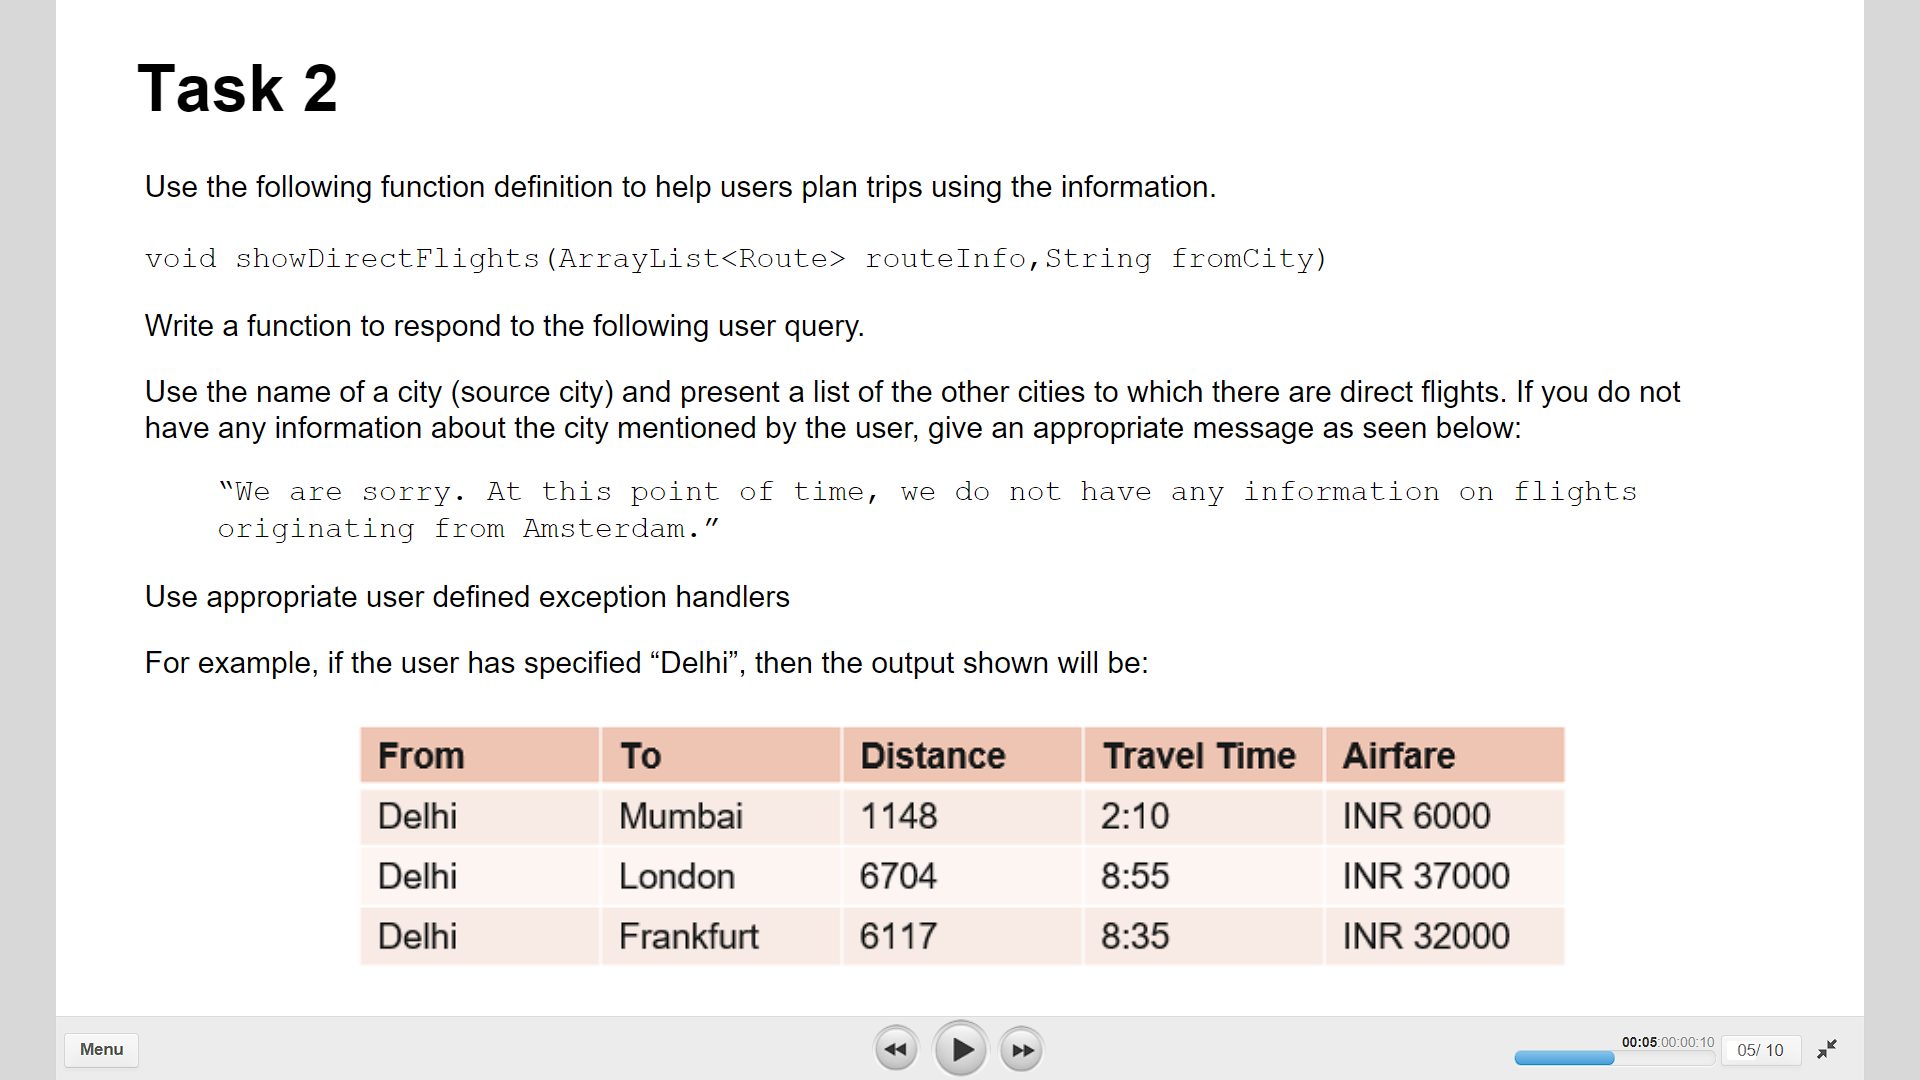 Task 2
Use the following function definition to help users plan trips using the information.
void showDirectFlights(ArrayList<Route> routeInfo,String fromCity)
Write a function to respond to the following user query.
Use the name of a city (source city) and present a list of the other cities to which there are direct flights. If you do not
have any information about the city mentioned by the user, give an appropriate message as seen below:
“We are sorry. At this point of time, we do not have any information on flights
originating from Amsterdam.”
Use appropriate user defined exception handlers
For example, if the user has specified “Delhi”, then the output shown will be:
From To Distance Travel Time Airfare
Delhi Mumbai 1148 2:10 INR 6000
Delhi London 6704 8:55 INR 37000
Delhi Frankfurt 6117 8:35 INR 32000
Menu 00:05:00:00:10 05/ 10